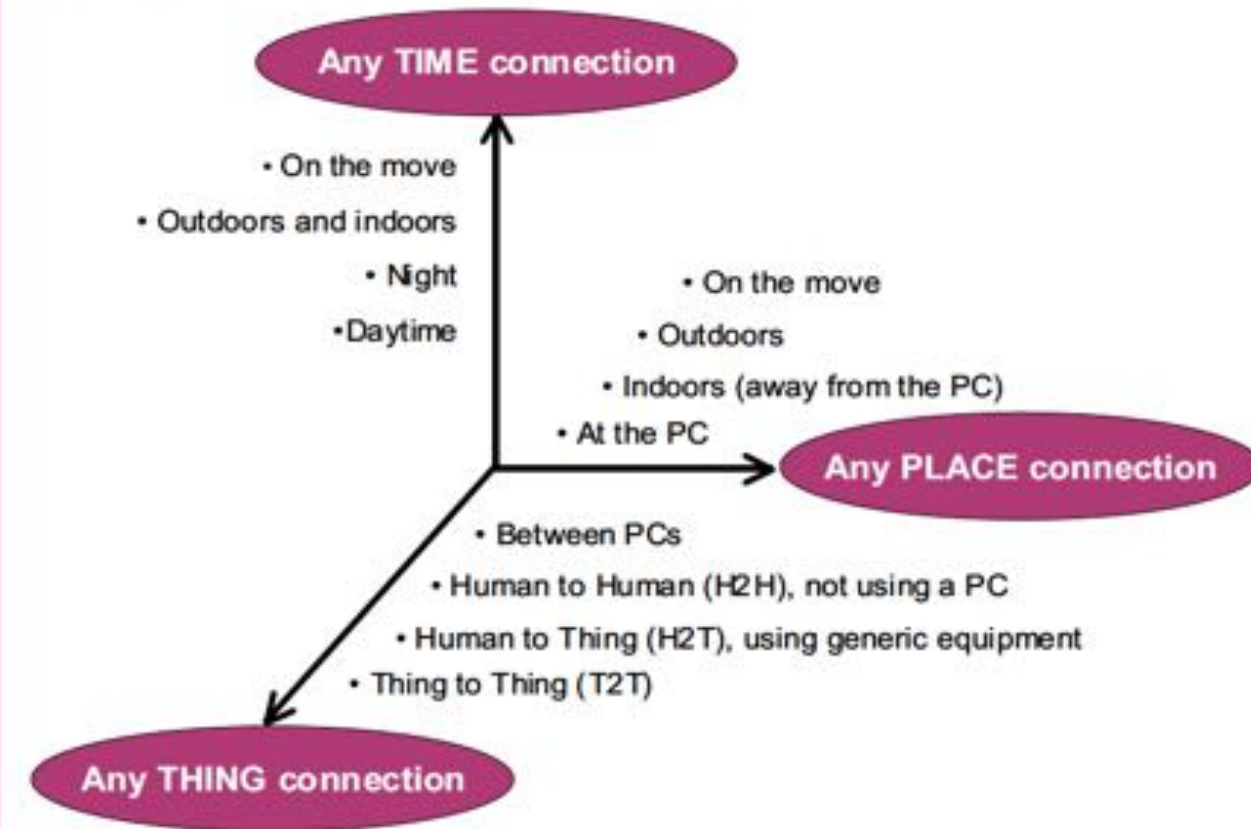 Any TIME connection
• On the move
• Outdoors and indoors
• Night
•Daytime
• On the move
• Outdoors
• Indoors (away from the PC)
• At the PC
Any PLACE connection
• Between PCs
• Human to Human (H2H), not using a PC
• Human to Thing (H2T), using generic equipment
• Thing to Thing (T2T)
Any THING connection